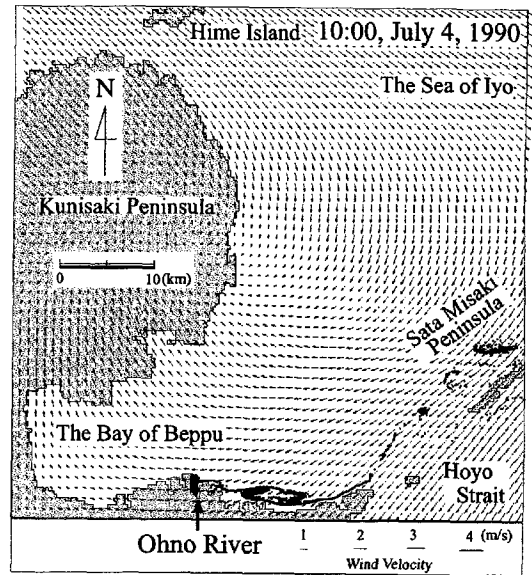 Hime Island 10:00, July 4, 1990
The Sea of Iyo
N
Kunisaki Peninsula
0 10 (km)
Sata Misaki
Peninsula
The Bay of Beppu
Hoyo
Strait
Ohno River
1 2 3 4 (m/s)
Wind Velocity